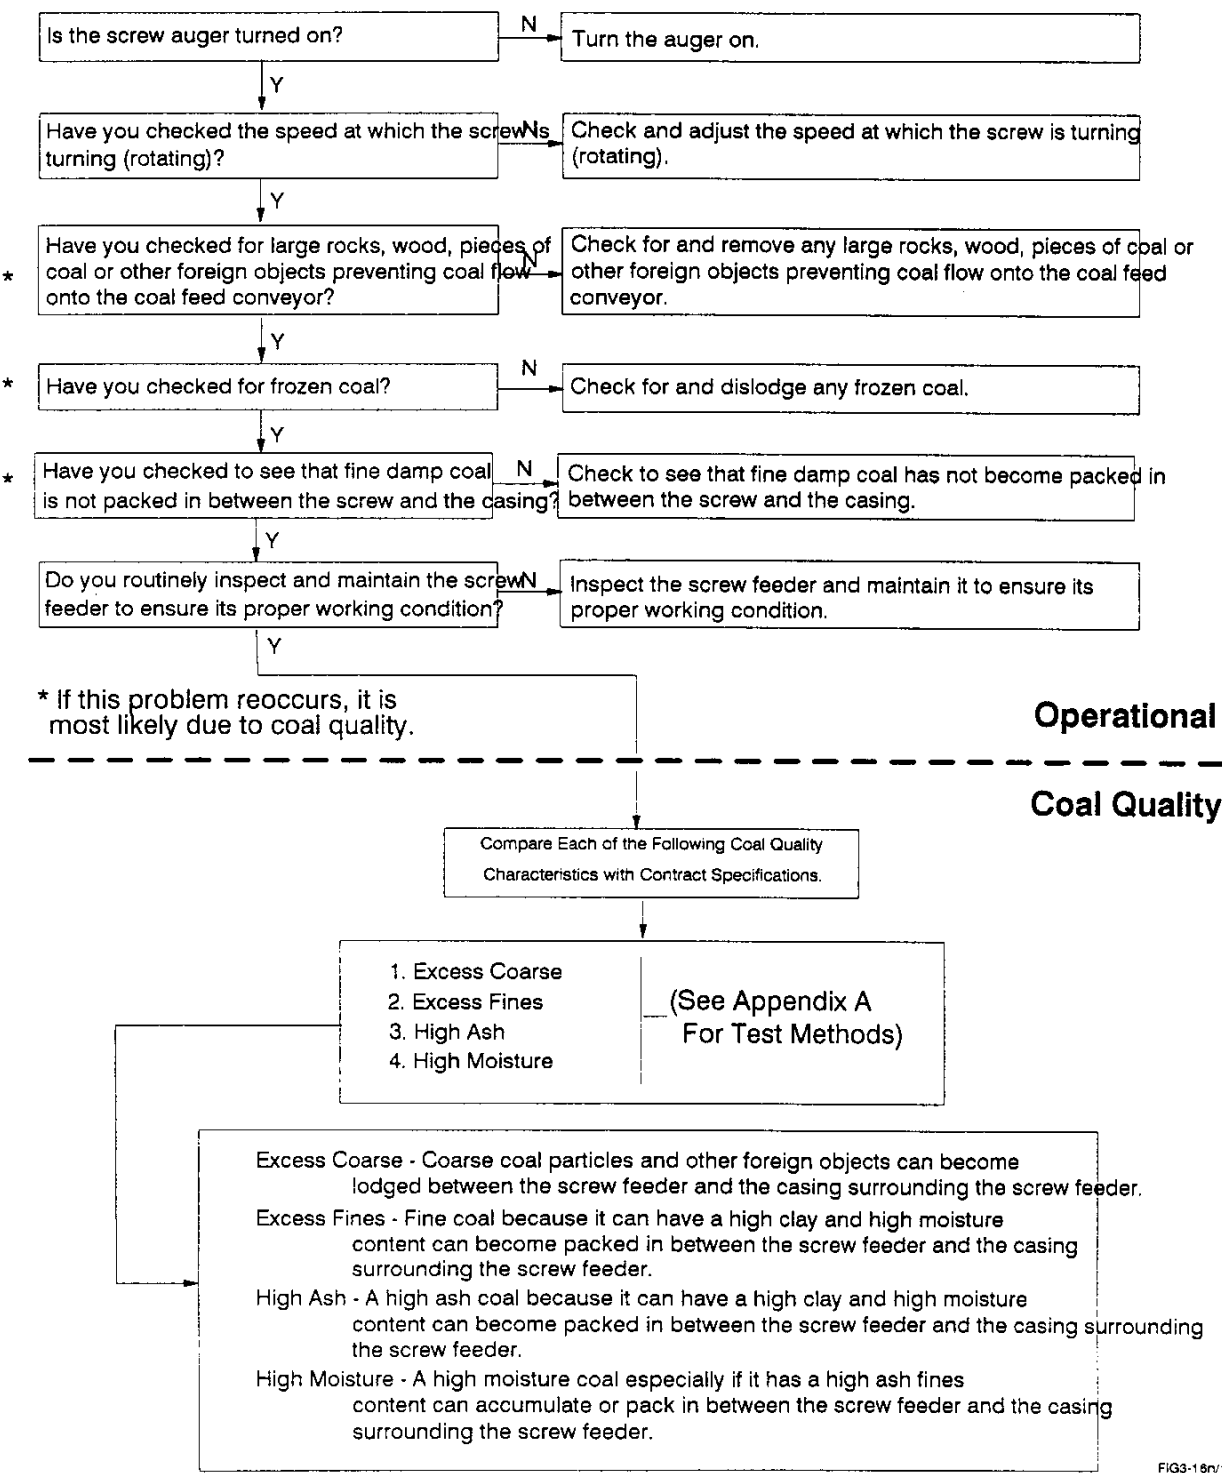 Is the screw auger turned on?
N
Turn the auger on.
Y
Have you checked the speed at which the screw is
turning (rotating)?
N
Check and adjust the speed at which the screw is turning
(rotating).
Y
*
Have you checked for large rocks, wood, pieces of
coal or other foreign objects preventing coal flow
onto the coal feed conveyor?
N
Check for and remove any large rocks, wood, pieces of coal or
other foreign objects preventing coal flow onto the coal feed
conveyor.
Y
*
Have you checked for frozen coal?
N
Check for and dislodge any frozen coal.
Y
*
Have you checked to see that fine damp coal
is not packed in between the screw and the casing?
N
Check to see that fine damp coal has not become packed in
between the screw and the casing.
Y
Do you routinely inspect and maintain the screw
feeder to ensure its proper working condition?
N
Inspect the screw feeder and maintain it to ensure its
proper working condition.
Y
* If this problem reoccurs, it is
most likely due to coal quality.
Operational
Coal Quality
Compare Each of the Following Coal Quality
Characteristics with Contract Specifications.
1. Excess Coarse
2. Excess Fines
3. High Ash
4. High Moisture
(See Appendix A
For Test Methods)
Excess Coarse - Coarse coal particles and other foreign objects can become
lodged between the screw feeder and the casing surrounding the screw feeder.
Excess Fines - Fine coal because it can have a high clay and high moisture
content can become packed in between the screw feeder and the casing
surrounding the screw feeder.
High Ash - A high ash coal because it can have a high clay and high moisture
content can become packed in between the screw feeder and the casing surrounding
the screw feeder.
High Moisture - A high moisture coal especially if it has a high ash fines
content can accumulate or pack in between the screw feeder and the casing
surrounding the screw feeder.